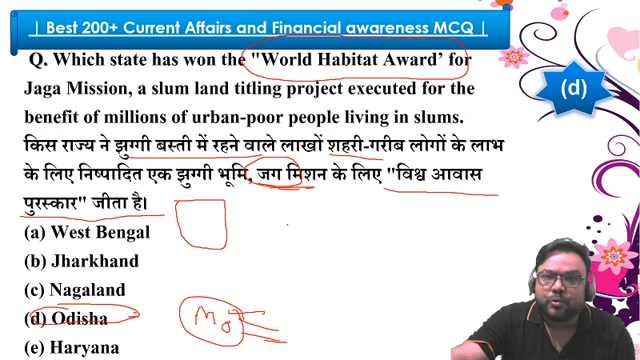 | Best 200+ Current Affairs and Financial awareness MCQ |
Q. Which state has won the "World Habitat Award’ for
Jaga Mission, a slum land titling project executed for the
benefit of millions of urban-poor people living in slums.
किस राज्य ने झुग्गी बस्ती में रहने वाले लाखों शहरी-गरीब लोगों के लाभ
के लिए निष्पादित एक झुग्गी भूमि, जग मिशन के लिए "विश्व आवास
पुरस्कार" जीता है।
(a) West Bengal
(b) Jharkhand
(c) Nagaland
(d) Odisha
(e) Haryana
(d)